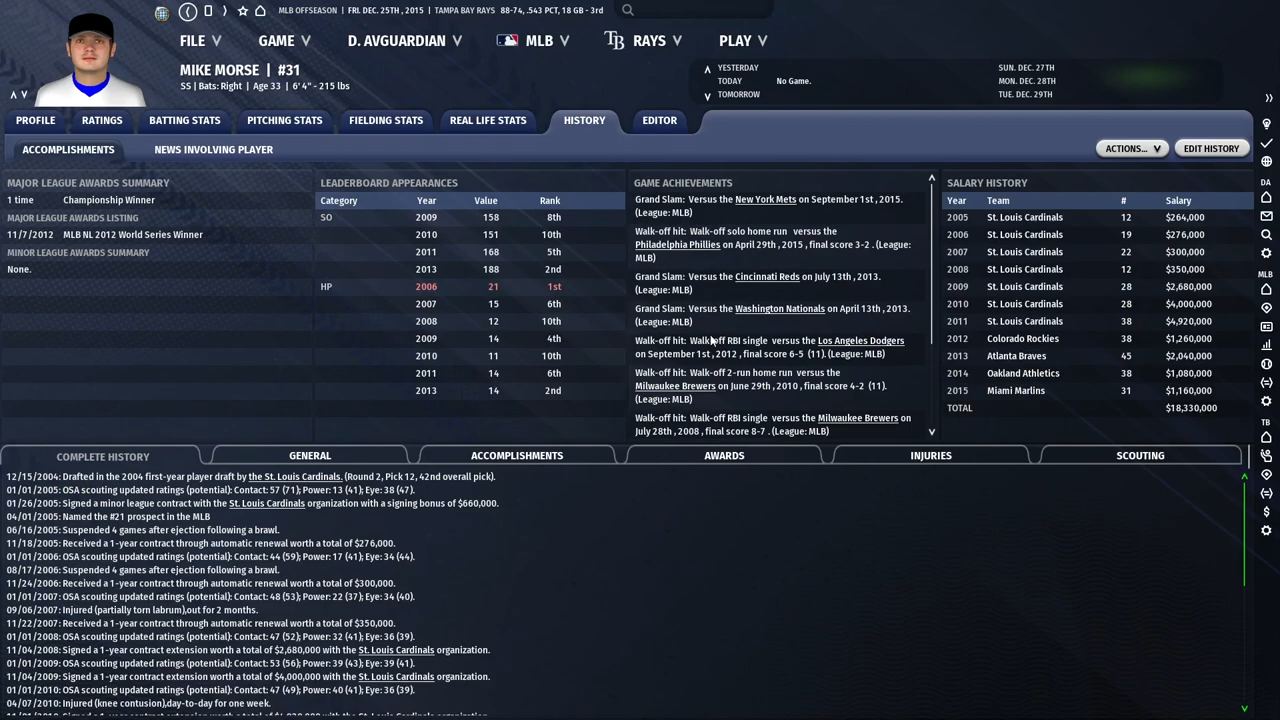 MLB OFFSEASON | FRI. DEC. 25TH , 2015 | TAMPA BAY RAYS 88-74, .543 PCT, 18 GB - 3rd
FILE GAME D. AVGUARDIAN MLB RAYS PLAY
MIKE MORSE | #31
SS | Bats: Right | Age 33 | 6' 4" - 215 lbs
YESTERDAY SUN. DEC. 27TH
TODAY No Game. MON. DEC. 28TH
TOMORROW TUE. DEC. 29TH
PROFILE RATINGS BATTING STATS PITCHING STATS FIELDING STATS REAL LIFE STATS HISTORY EDITOR
ACCOMPLISHMENTS NEWS INVOLVING PLAYER ACTIONS... EDIT HISTORY
MAJOR LEAGUE AWARDS SUMMARY
1 time Championship Winner
MAJOR LEAGUE AWARDS LISTING
11/7/2012 MLB NL 2012 World Series Winner
MINOR LEAGUE AWARDS SUMMARY
None.
LEADERBOARD APPEARANCES
Category Year Value Rank
SO 2009 158 8th
2010 151 10th
2011 168 5th
2013 188 2nd
HP 2006 21 1st
2007 15 6th
2008 12 10th
2009 14 4th
2010 11 10th
2011 14 6th
2013 14 2nd
GAME ACHIEVEMENTS
Grand Slam: Versus the New York Mets on September 1st , 2015.
(League: MLB)
Walk-off hit: Walk-off solo home run versus the
Philadelphia Phillies on April 29th , 2015 , final score 3-2 . (League:
MLB)
Grand Slam: Versus the Cincinnati Reds on July 13th , 2013.
(League: MLB)
Grand Slam: Versus the Washington Nationals on April 13th , 2013.
(League: MLB)
Walk-off hit: Walk-off RBI single versus the Los Angeles Dodgers
on September 1st , 2012 , final score 6-5 (11). (League: MLB)
Walk-off hit: Walk-off 2-run home run versus the
Milwaukee Brewers on June 29th , 2010 , final score 4-2 (11).
(League: MLB)
Walk-off hit: Walk-off RBI single versus the Milwaukee Brewers on
July 28th , 2008 , final score 8-7 . (League: MLB)
SALARY HISTORY
Year Team # Salary
2005 St. Louis Cardinals 12 $264,000
2006 St. Louis Cardinals 19 $276,000
2007 St. Louis Cardinals 22 $300,000
2008 St. Louis Cardinals 12 $350,000
2009 St. Louis Cardinals 28 $2,680,000
2010 St. Louis Cardinals 28 $4,000,000
2011 St. Louis Cardinals 38 $4,920,000
2012 Colorado Rockies 38 $1,260,000
2013 Atlanta Braves 45 $2,040,000
2014 Oakland Athletics 38 $1,080,000
2015 Miami Marlins 31 $1,160,000
TOTAL $18,330,000
DA
MLB
TB
COMPLETE HISTORY GENERAL ACCOMPLISHMENTS AWARDS INJURIES SCOUTING
12/15/2004: Drafted in the 2004 first-year player draft by the St. Louis Cardinals. (Round 2, Pick 12, 42nd overall pick).
01/01/2005: OSA scouting updated ratings (potential): Contact: 57 (71); Power: 13 (41); Eye: 38 (47).
01/26/2005: Signed a minor league contract with the St. Louis Cardinals organization with a signing bonus of $660,000.
04/01/2005: Named the #21 prospect in the MLB
06/16/2005: Suspended 4 games after ejection following a brawl.
11/18/2005: Received a 1-year contract through automatic renewal worth a total of $276,000.
01/01/2006: OSA scouting updated ratings (potential): Contact: 44 (59); Power: 17 (41); Eye: 34 (44).
08/17/2006: Suspended 4 games after ejection following a brawl.
11/24/2006: Received a 1-year contract through automatic renewal worth a total of $300,000.
01/01/2007: OSA scouting updated ratings (potential): Contact: 48 (53); Power: 22 (37); Eye: 34 (40).
09/06/2007: Injured (partially torn labrum),out for 2 months.
11/22/2007: Received a 1-year contract through automatic renewal worth a total of $350,000.
01/01/2008: OSA scouting updated ratings (potential): Contact: 47 (52); Power: 32 (41); Eye: 36 (39).
11/04/2008: Signed a 1-year contract extension worth a total of $2,680,000 with the St. Louis Cardinals organization.
01/01/2009: OSA scouting updated ratings (potential): Contact: 53 (56); Power: 39 (43); Eye: 39 (41).
11/04/2009: Signed a 1-year contract extension worth a total of $4,000,000 with the St. Louis Cardinals organization.
01/01/2010: OSA scouting updated ratings (potential): Contact: 47 (49); Power: 40 (41); Eye: 36 (39).
04/07/2010: Injured (knee contusion),day-to-day for one week.